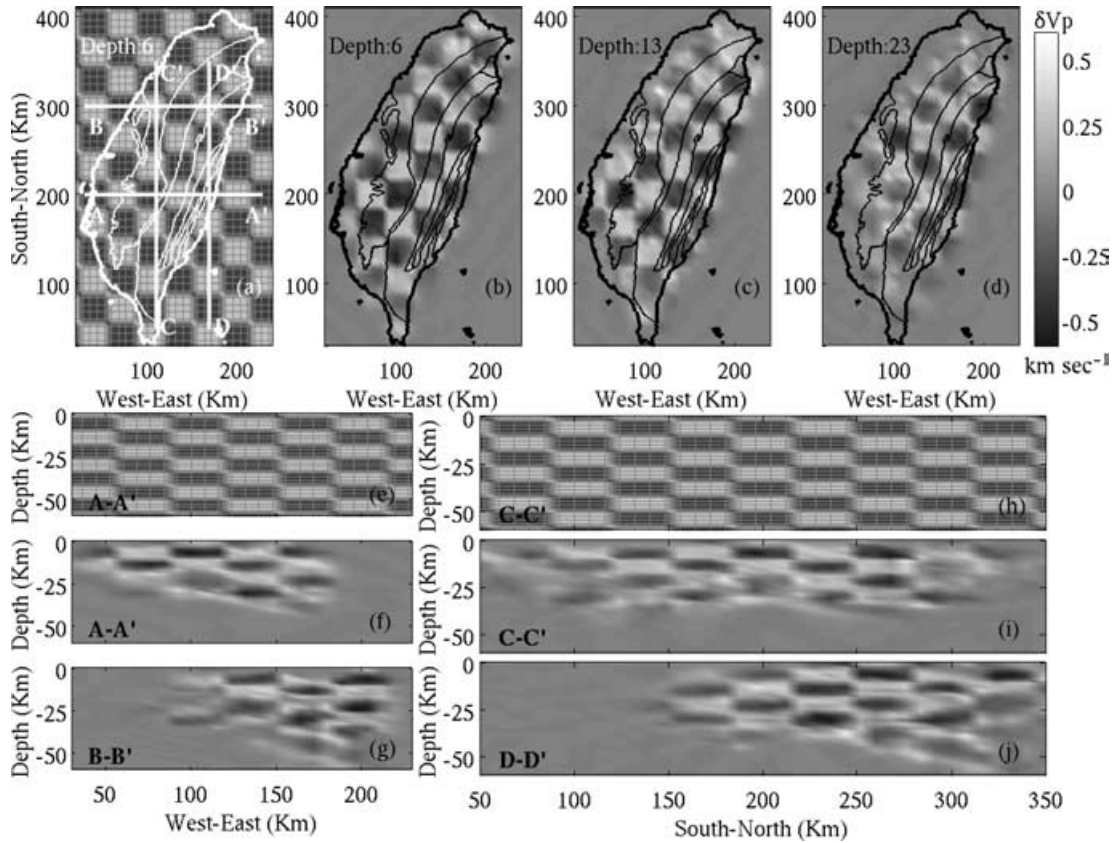 δVp
Depth:6
Depth:6
Depth:13
Depth:23
400
400
400
400
300
300
300
300
200
200
200
200
100
100
100
100
South-North (Km)
C'
D'
B
B'
A
A'
C
D
(a)
(b)
(c)
(d)
0.5
0.25
0
-0.25
-0.5
km sec⁻¹
100 200
100 200
100 200
100 200
West-East (Km)
West-East (Km)
West-East (Km)
West-East (Km)
0
-25
-50
Depth (Km)
A-A'
(e)
0
-25
-50
Depth (Km)
C-C'
(h)
0
-25
-50
Depth (Km)
A-A'
(f)
0
-25
-50
Depth (Km)
C-C'
(i)
0
-25
-50
Depth (Km)
B-B'
(g)
0
-25
-50
Depth (Km)
D-D'
(j)
50 100 150 200
West-East (Km)
50 100 150 200 250 300 350
South-North (Km)